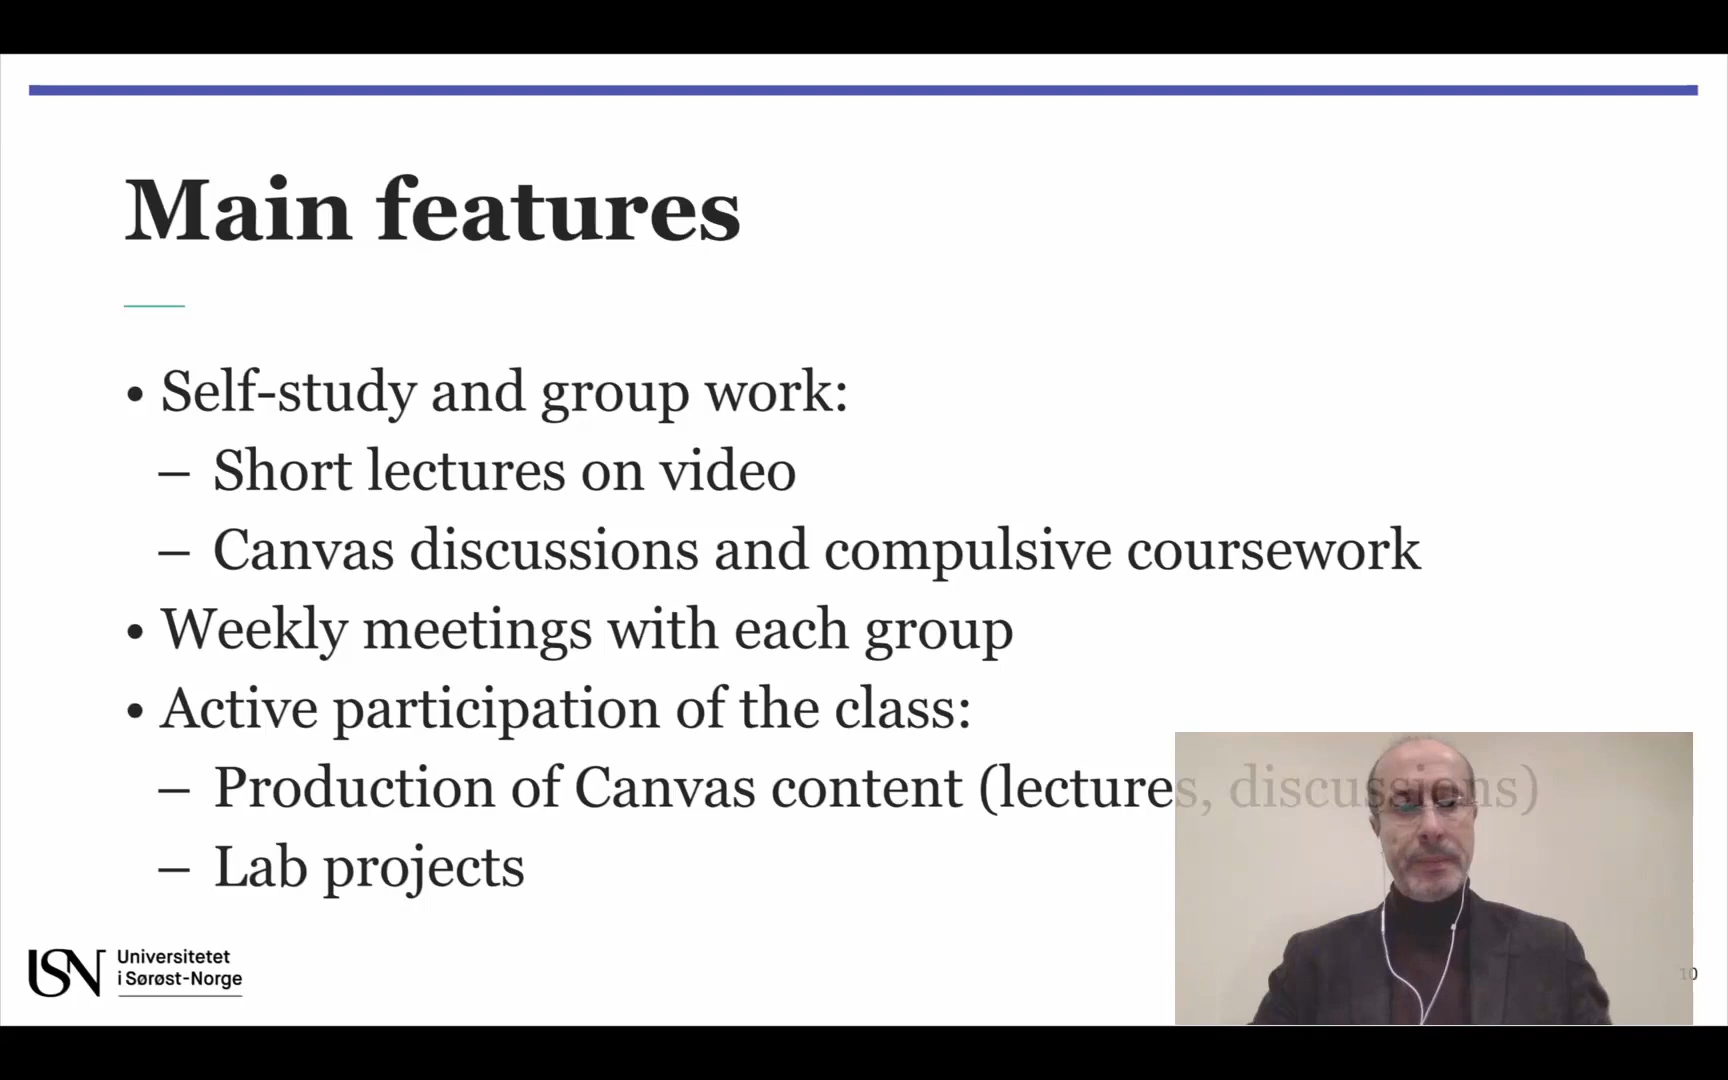 Main features
• Self-study and group work:
– Short lectures on video
– Canvas discussions and compulsive coursework
• Weekly meetings with each group
• Active participation of the class:
– Production of Canvas content (lectures, discussions)
– Lab projects
USN Universitetet
i Sørøst-Norge
10